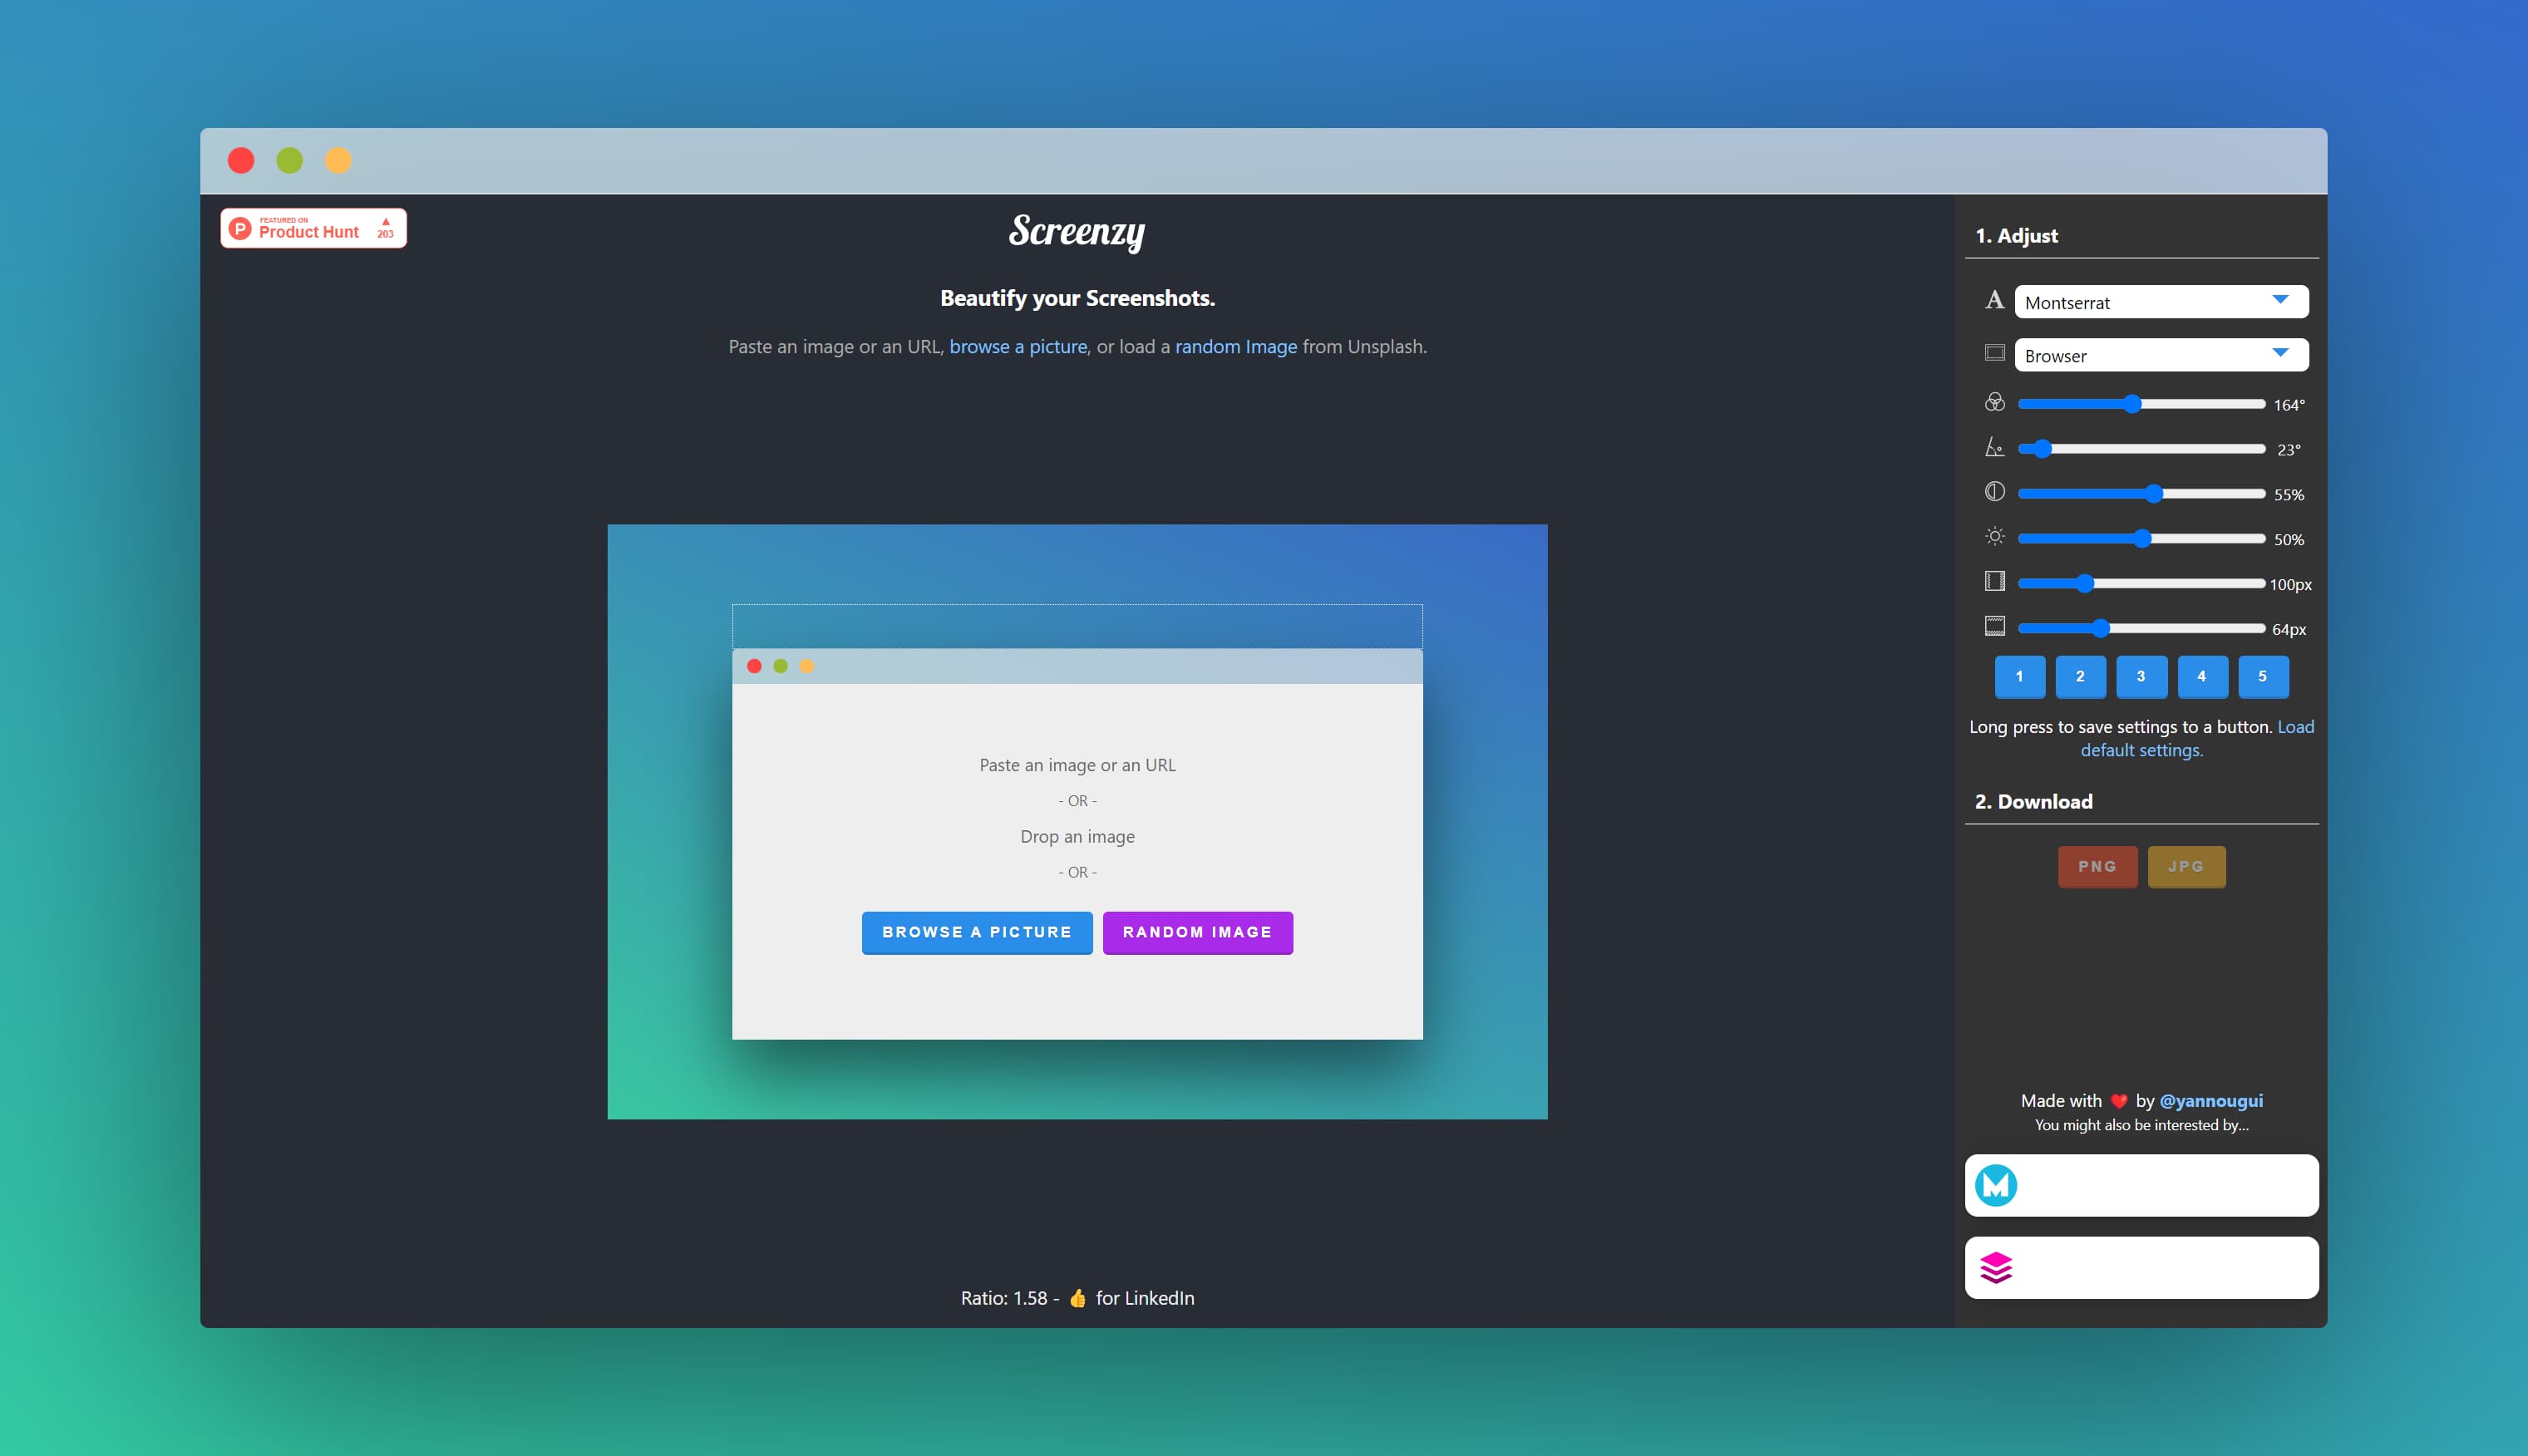 FEATURED ON
Product Hunt
203
Screenzy
Beautify your Screenshots.
Paste an image or an URL, browse a picture, or load a random Image from Unsplash.
Paste an image or an URL
- OR -
Drop an image
- OR -
BROWSE A PICTURE RANDOM IMAGE
Ratio: 1.58 - 👍 for LinkedIn
1. Adjust
A Montserrat
Browser
164°
23°
55%
50%
100px
64px
1 2 3 4 5
Long press to save settings to a button. Load
default settings.
2. Download
PNG JPG
Made with ❤️ by @yannougui
You might also be interested by...